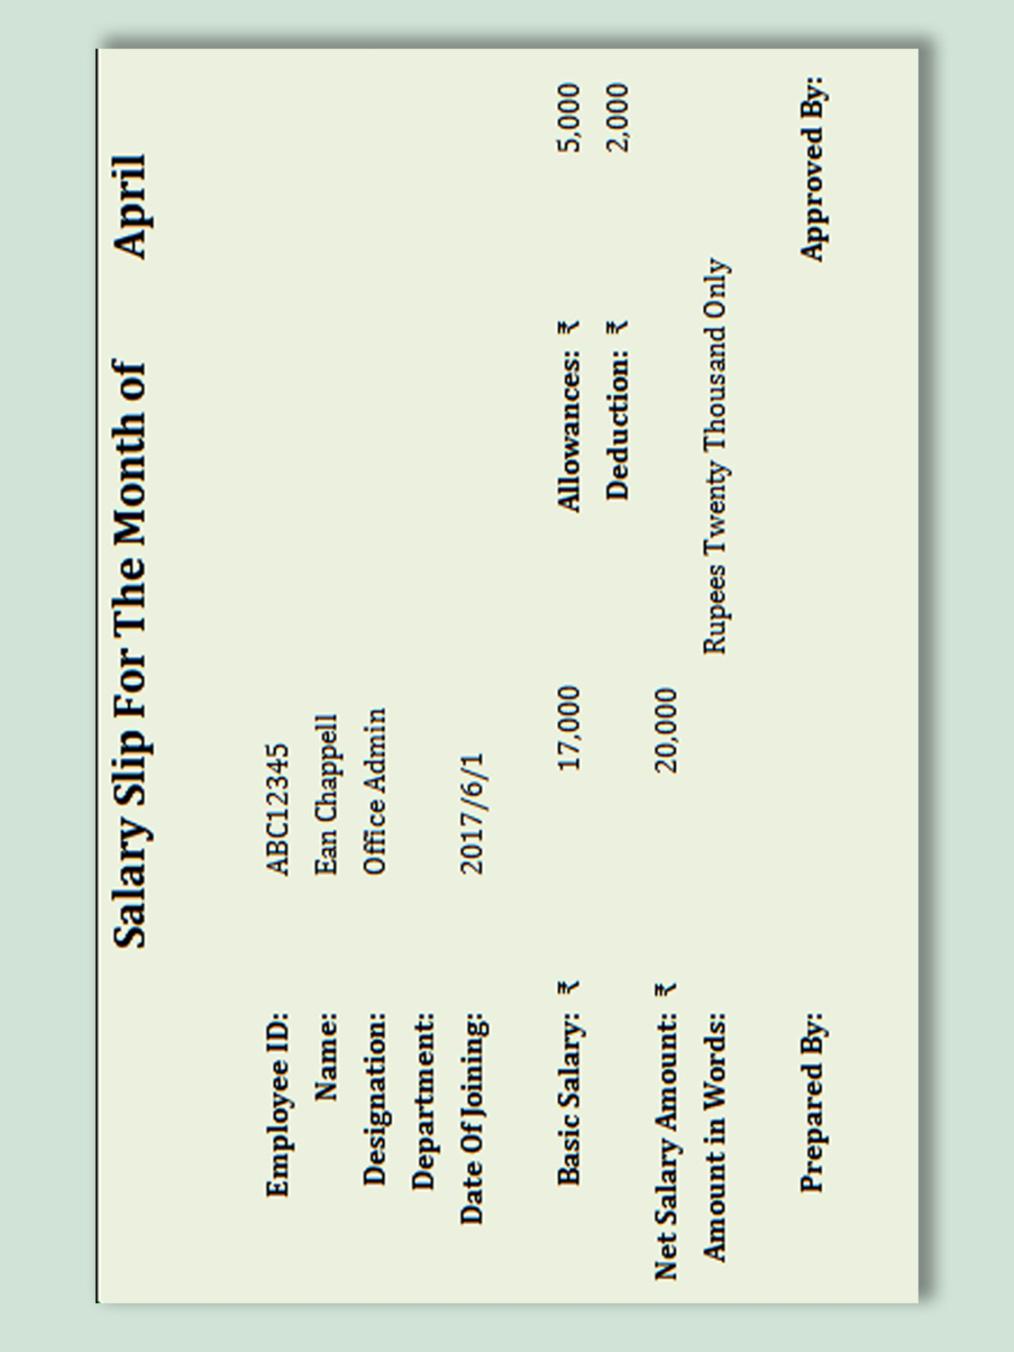 Salary Slip For The Month of April
Employee ID: ABC12345
Name: Ean Chappell
Designation: Office Admin
Department:
Date Of Joining: 2017/6/1
Basic Salary: ₹ 17,000 Allowances: ₹ 5,000
Deduction: ₹ 2,000
Net Salary Amount: ₹ 20,000
Amount in Words: Rupees Twenty Thousand Only
Prepared By: Approved By: